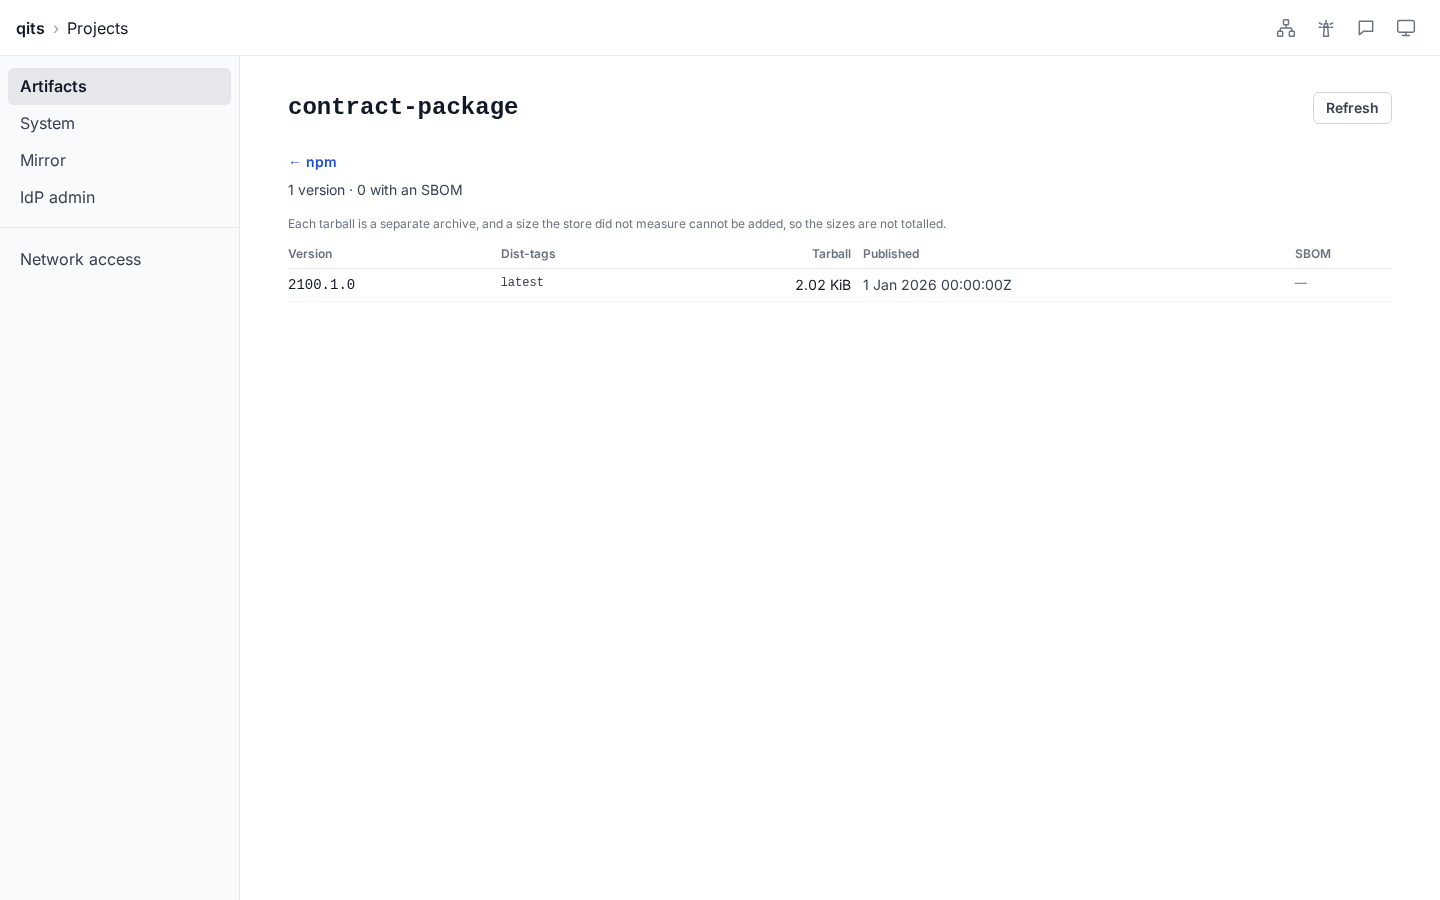 qits › Projects
Artifacts
System
Mirror
IdP admin
Network access
contract-package
Refresh
← npm
1 version · 0 with an SBOM
Each tarball is a separate archive, and a size the store did not measure cannot be added, so the sizes are not totalled.
Version Dist-tags Tarball Published SBOM
2100.1.0 latest 2.02 KiB 1 Jan 2026 00:00:00Z —